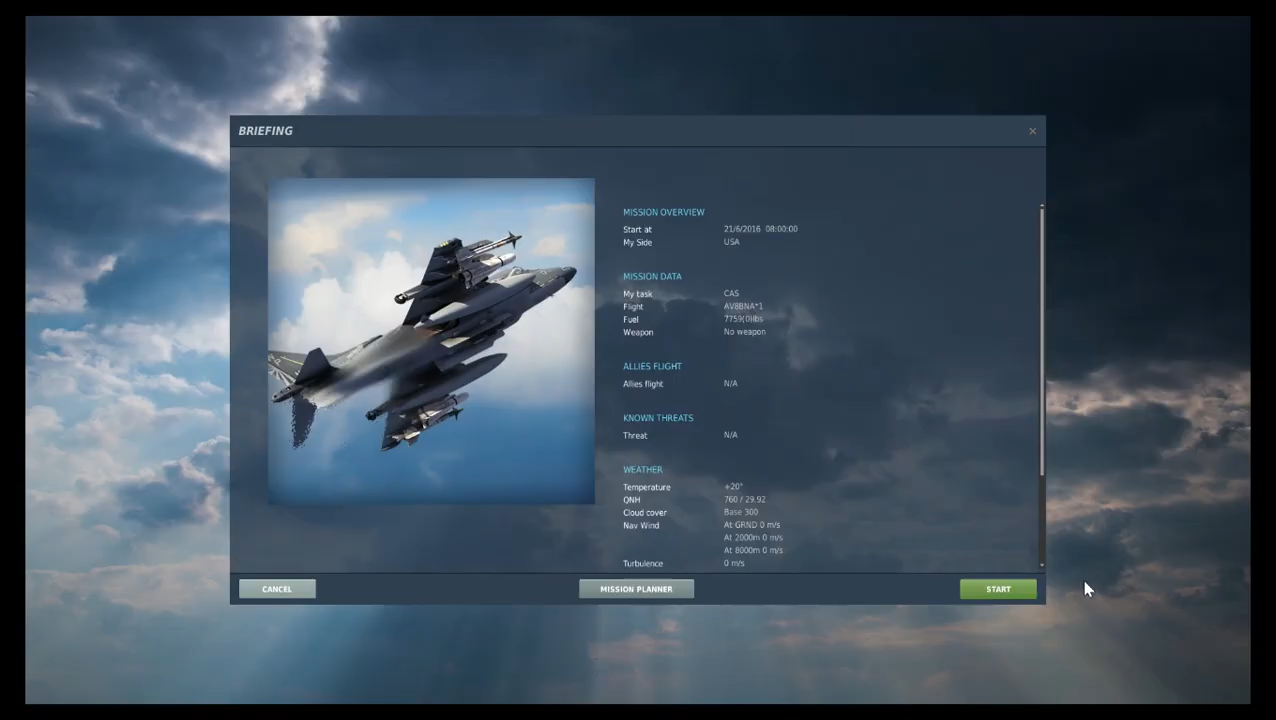 BRIEFING
MISSION OVERVIEW
Start at 21/6/2016 08:00:00
My Side USA
MISSION DATA
My task CAS
Flight AV8BNA*1
Fuel 7759(0)lbs
Weapon No weapon
ALLIES FLIGHT
Allies flight N/A
KNOWN THREATS
Threat N/A
WEATHER
Temperature +20°
QNH 760 / 29.92
Cloud cover Base 300
Nav Wind At GRND 0 m/s
At 2000m 0 m/s
At 8000m 0 m/s
Turbulence 0 m/s
CANCEL
MISSION PLANNER
START